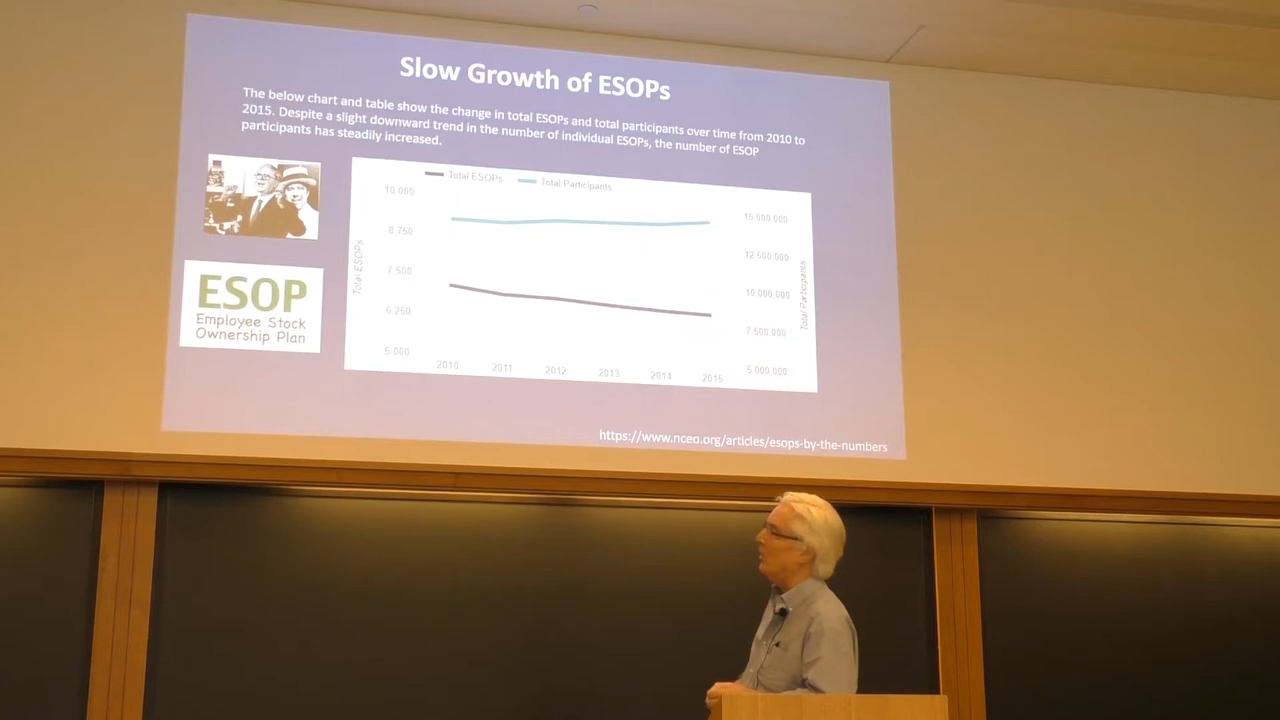 Slow Growth of ESOPs
The below chart and table show the change in total ESOPs and total participants over time from 2010 to
2015. Despite a slight downward trend in the number of individual ESOPs, the number of ESOP
participants has steadily increased.
Total ESOPs Total Participants
10 000
8 750
7 500
6 250
5 000
Total ESOPs
15 000 000
12 500 000
10 000 000
7 500 000
5 000 000
Total Participants
2010 2011 2012 2013 2014 2015
ESOP
Employee Stock
Ownership Plan
https://www.nceo.org/articles/esops-by-the-numbers